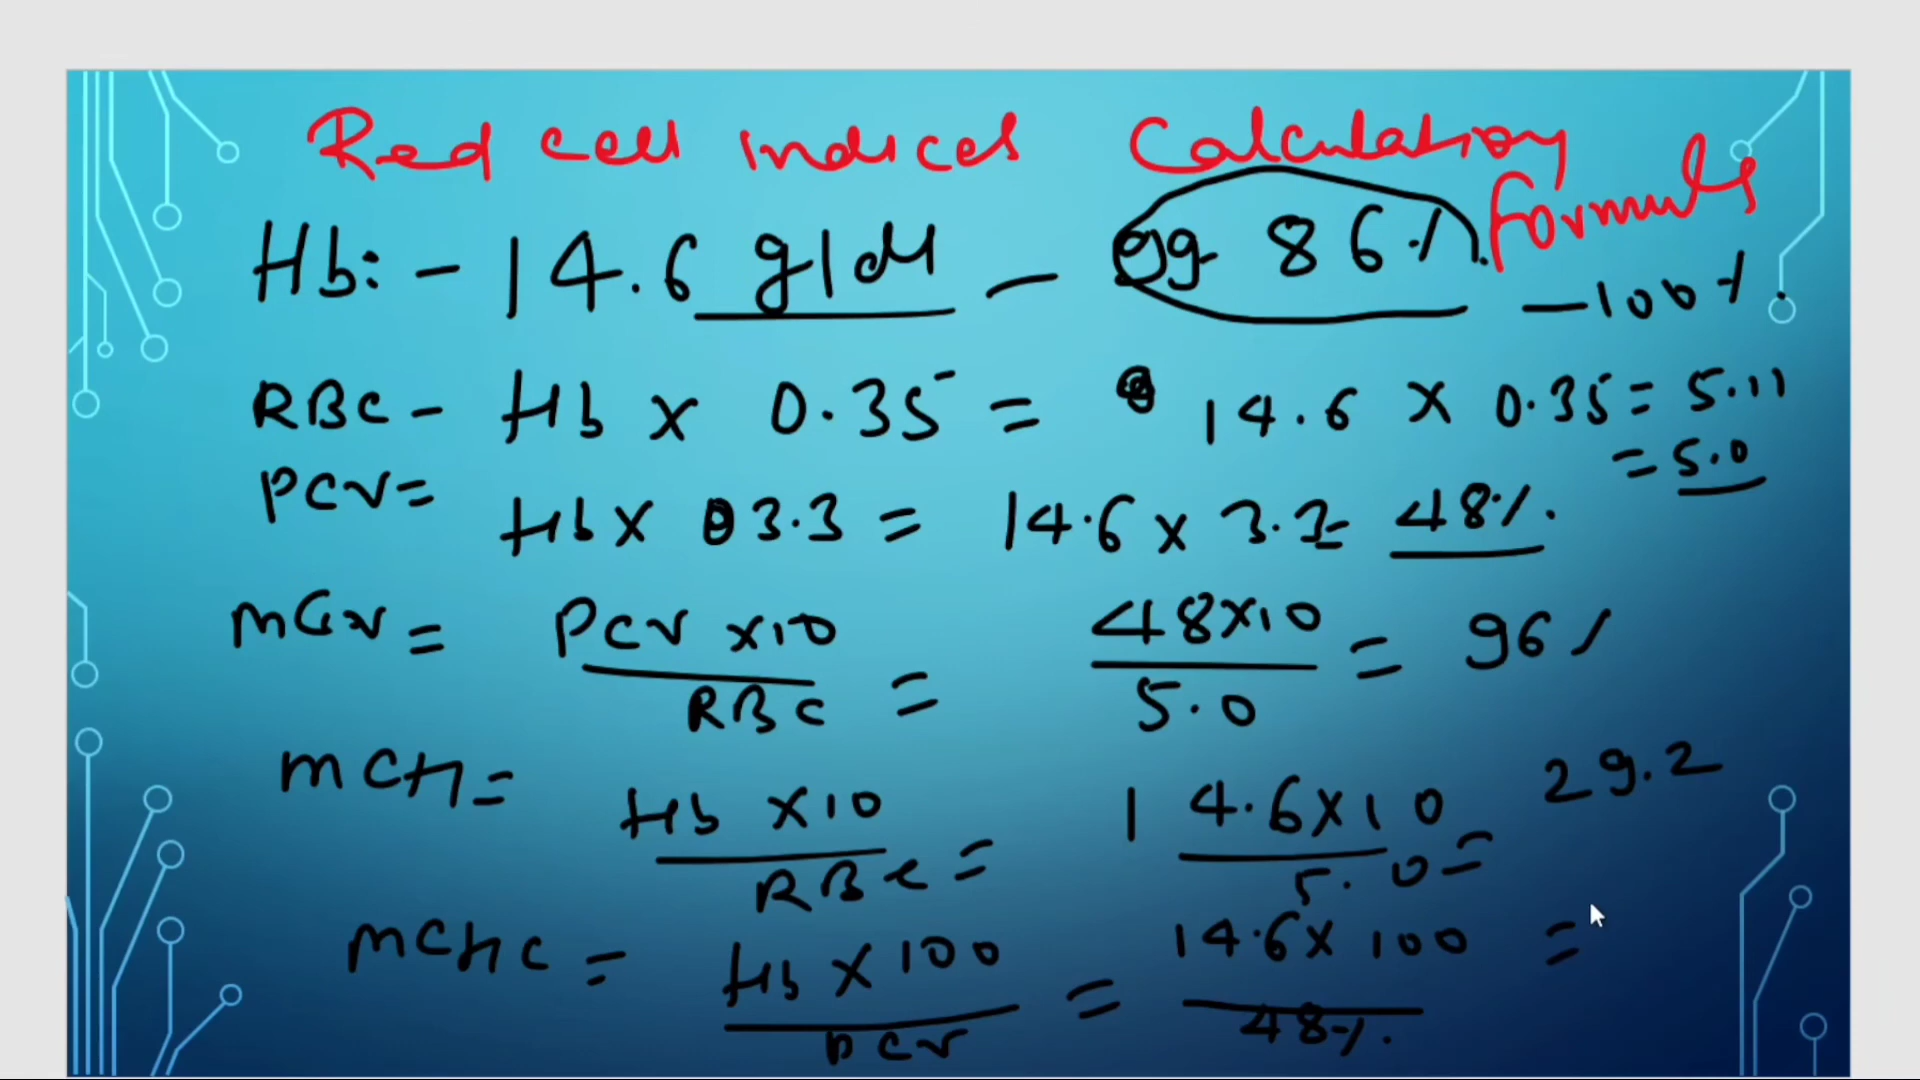 Red cell indices Calculation formula
Hb: - 14.6 g/dl - 86%. - 100%.
RBC - Hb x 0.35 = 14.6 x 0.35 = 5.11
= 5.0
PCV = Hb x 3.3 = 14.6 x 3.3 = 48%.
MCV = PCV x10 / RBC = 48x10 / 5.0 = 96
MCH = Hb x10 / RBC = 14.6x10 / 5.0 = 29.2
MCHC = Hb x 100 / PCV = 14.6x 100 / 48%. =